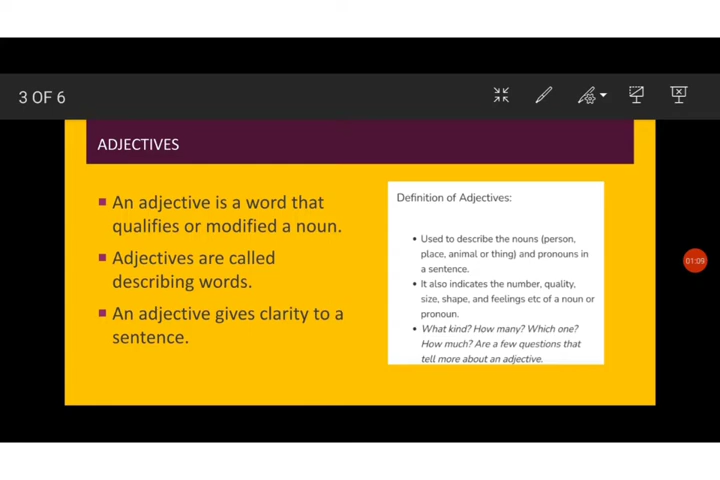 3 OF 6
ADJECTIVES
An adjective is a word that
qualifies or modified a noun.
Adjectives are called
describing words.
An adjective gives clarity to a
sentence.
Definition of Adjectives:
Used to describe the nouns (person,
place, animal or thing) and pronouns in
a sentence.
It also indicates the number, quality,
size, shape, and feelings etc of a noun or
pronoun.
What kind? How many? Which one?
How much? Are a few questions that
tell more about an adjective.
01:09